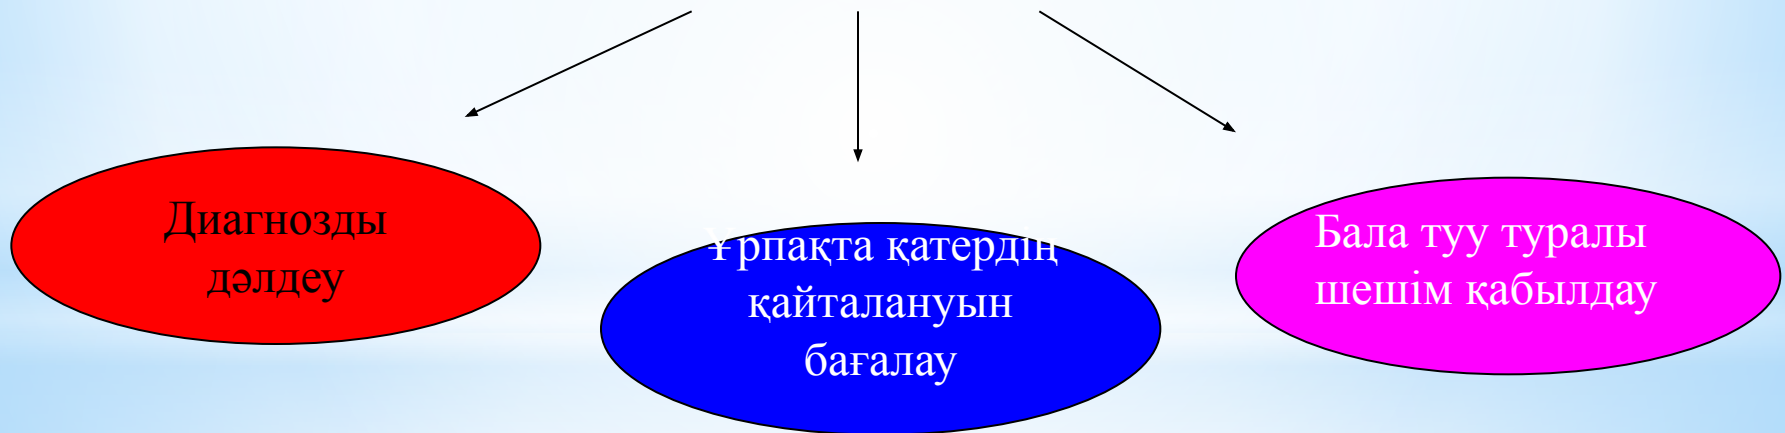 Диагнозды
дәлдеу
Ұрпақта қатердің
қайталануын
бағалау
Бала туу туралы
шешім қабылдау